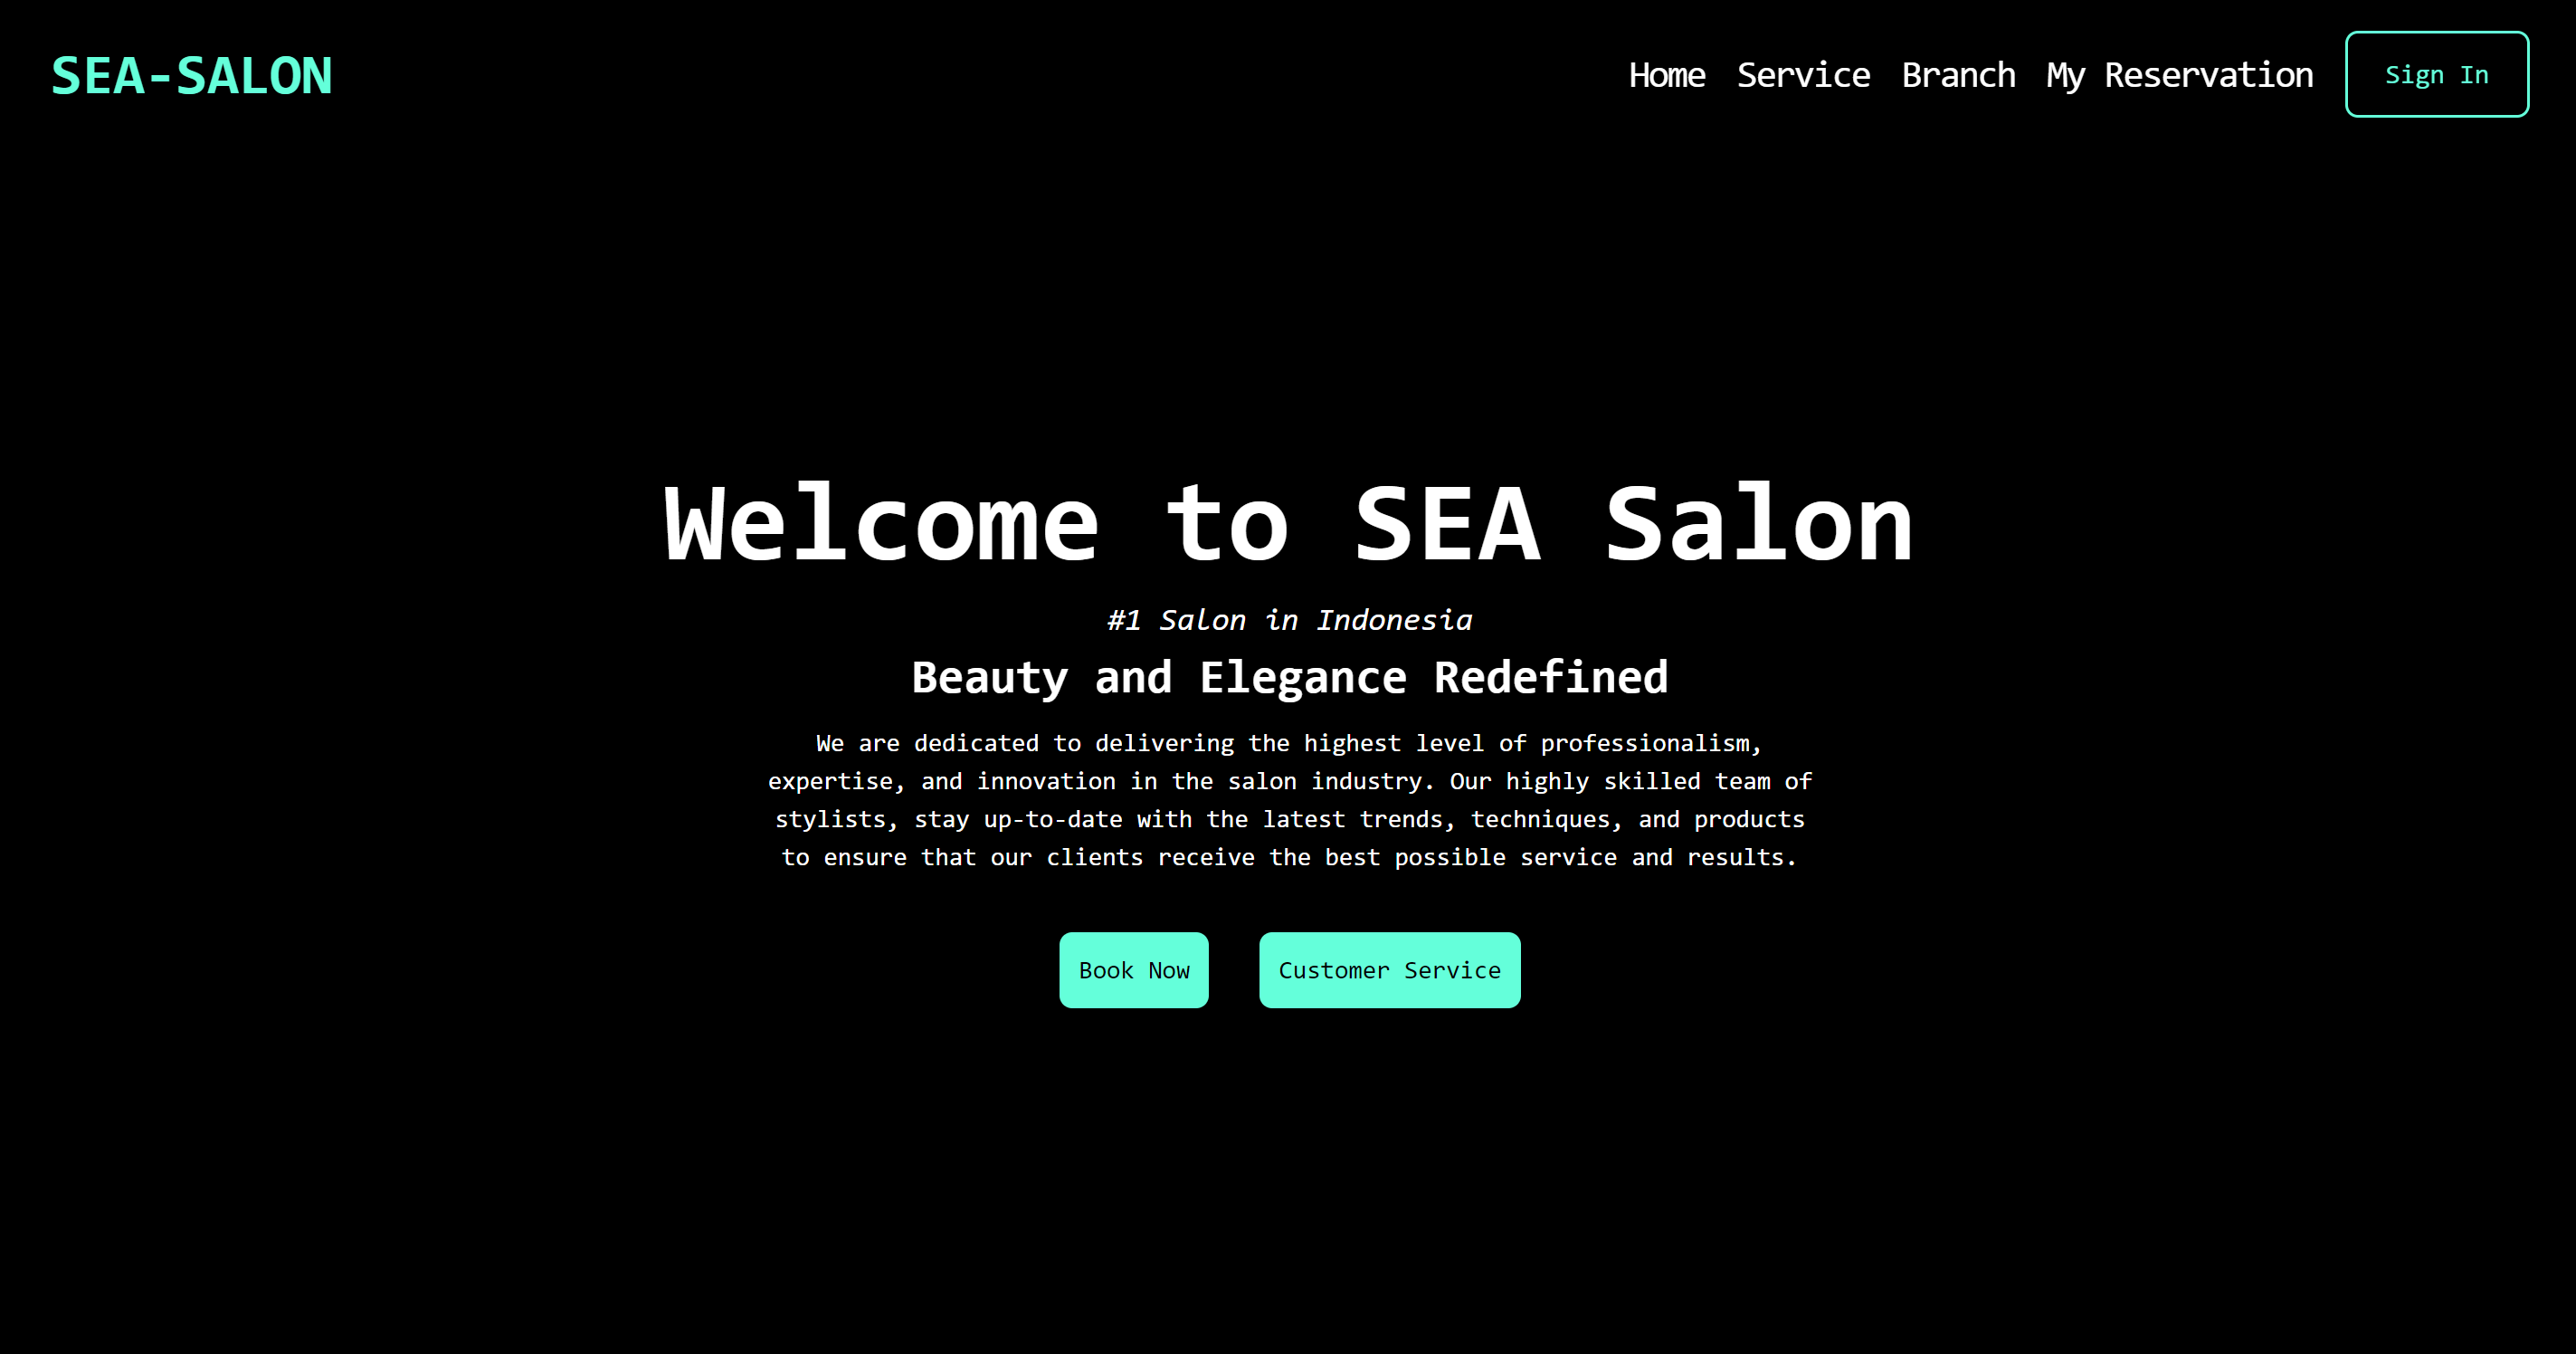 SEA-SALON
Home Service Branch My Reservation Sign In
Welcome to SEA Salon
#1 Salon in Indonesia
Beauty and Elegance Redefined
We are dedicated to delivering the highest level of professionalism,
expertise, and innovation in the salon industry. Our highly skilled team of
stylists, stay up-to-date with the latest trends, techniques, and products
to ensure that our clients receive the best possible service and results.
Book Now Customer Service